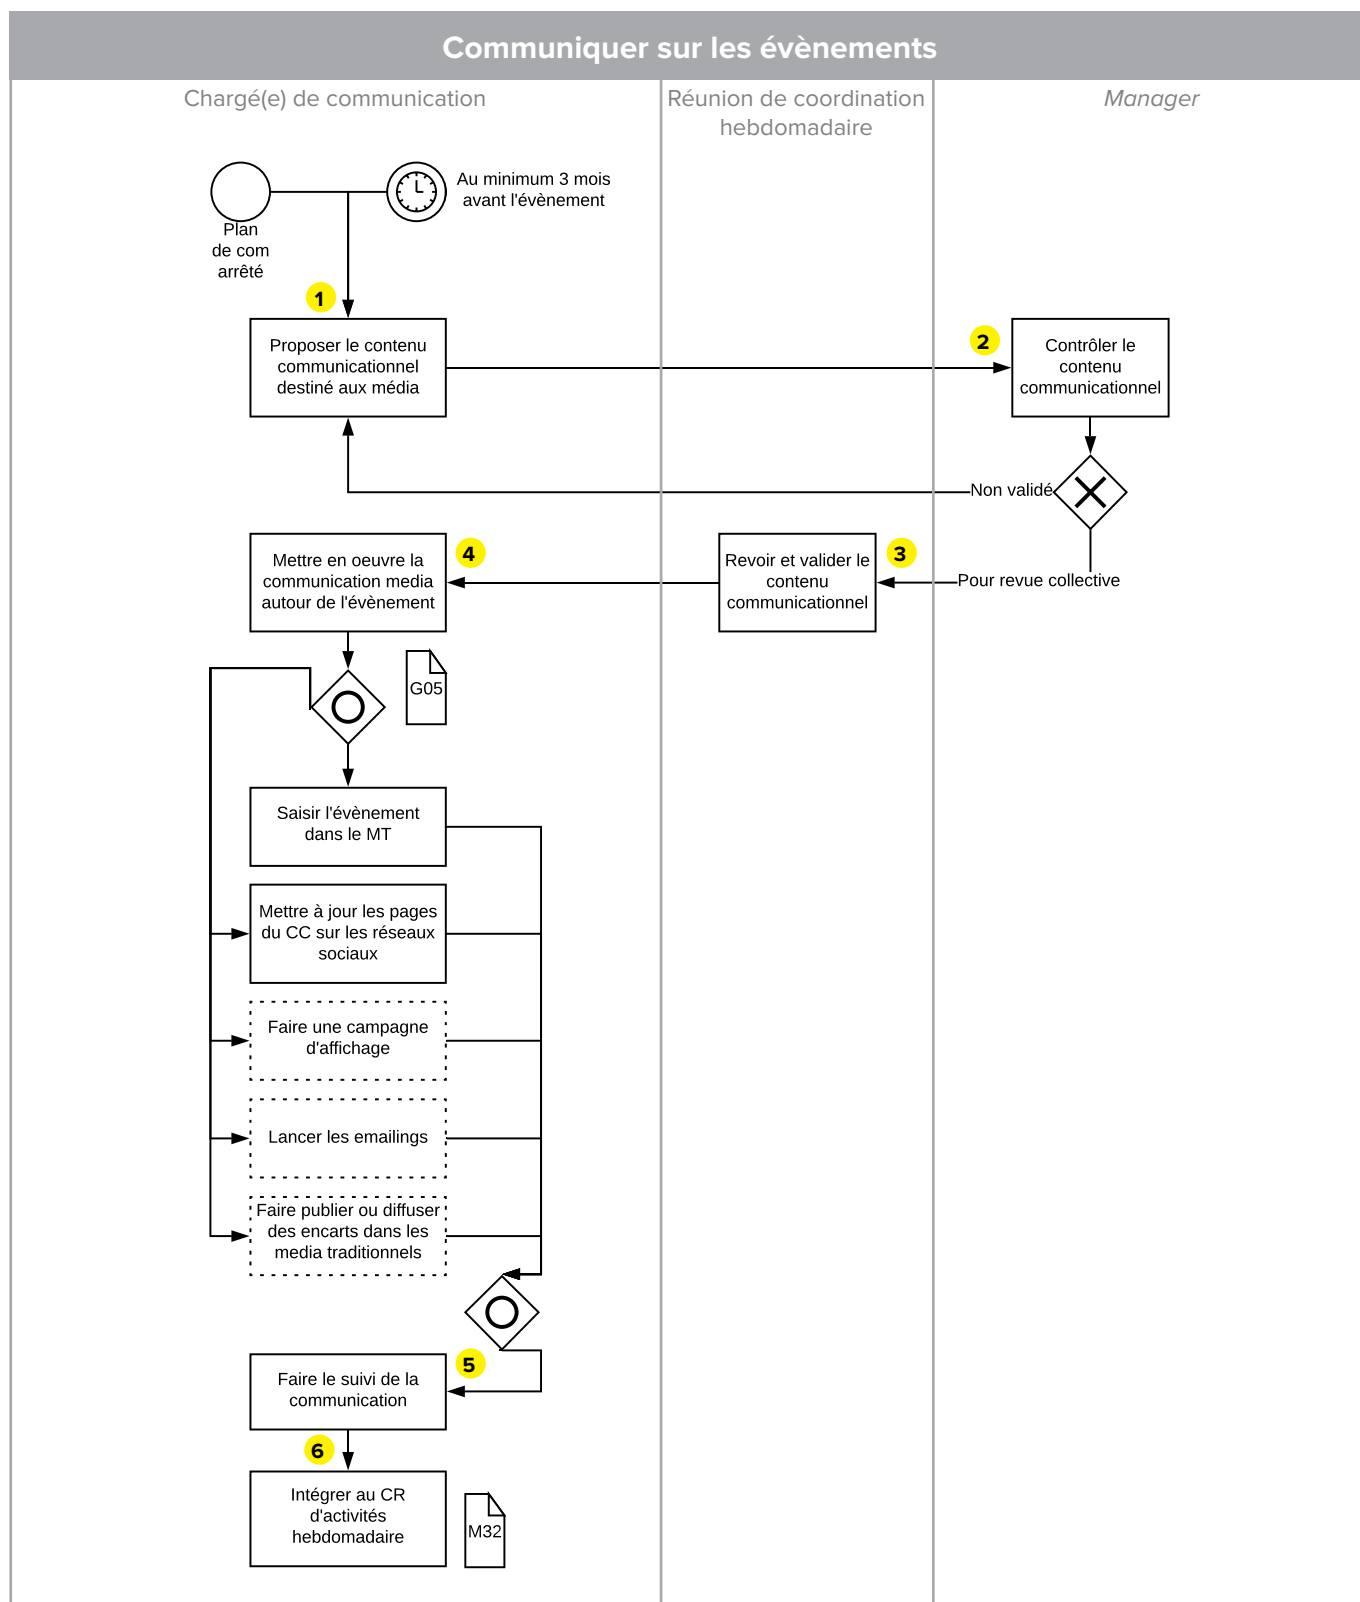 Communiquer sur les évènements
Chargé(e) de communication
Réunion de coordination
hebdomadaire
Manager
Au minimum 3 mois
avant l'évènement
Plan
de com
arrêté
1
Proposer le contenu
communicationnel
destiné aux média
2
Contrôler le
contenu
communicationnel
Non validé
Pour revue collective
3
Revoir et valider le
contenu
communicationnel
4
Mettre en oeuvre la
communication media
autour de l'évènement
G05
Saisir l'évènement
dans le MT
Mettre à jour les pages
du CC sur les réseaux
sociaux
Faire une campagne
d'affichage
Lancer les emailings
Faire publier ou diffuser
des encarts dans les
media traditionnels
5
Faire le suivi de la
communication
6
Intégrer au CR
d'activités
hebdomadaire
M32